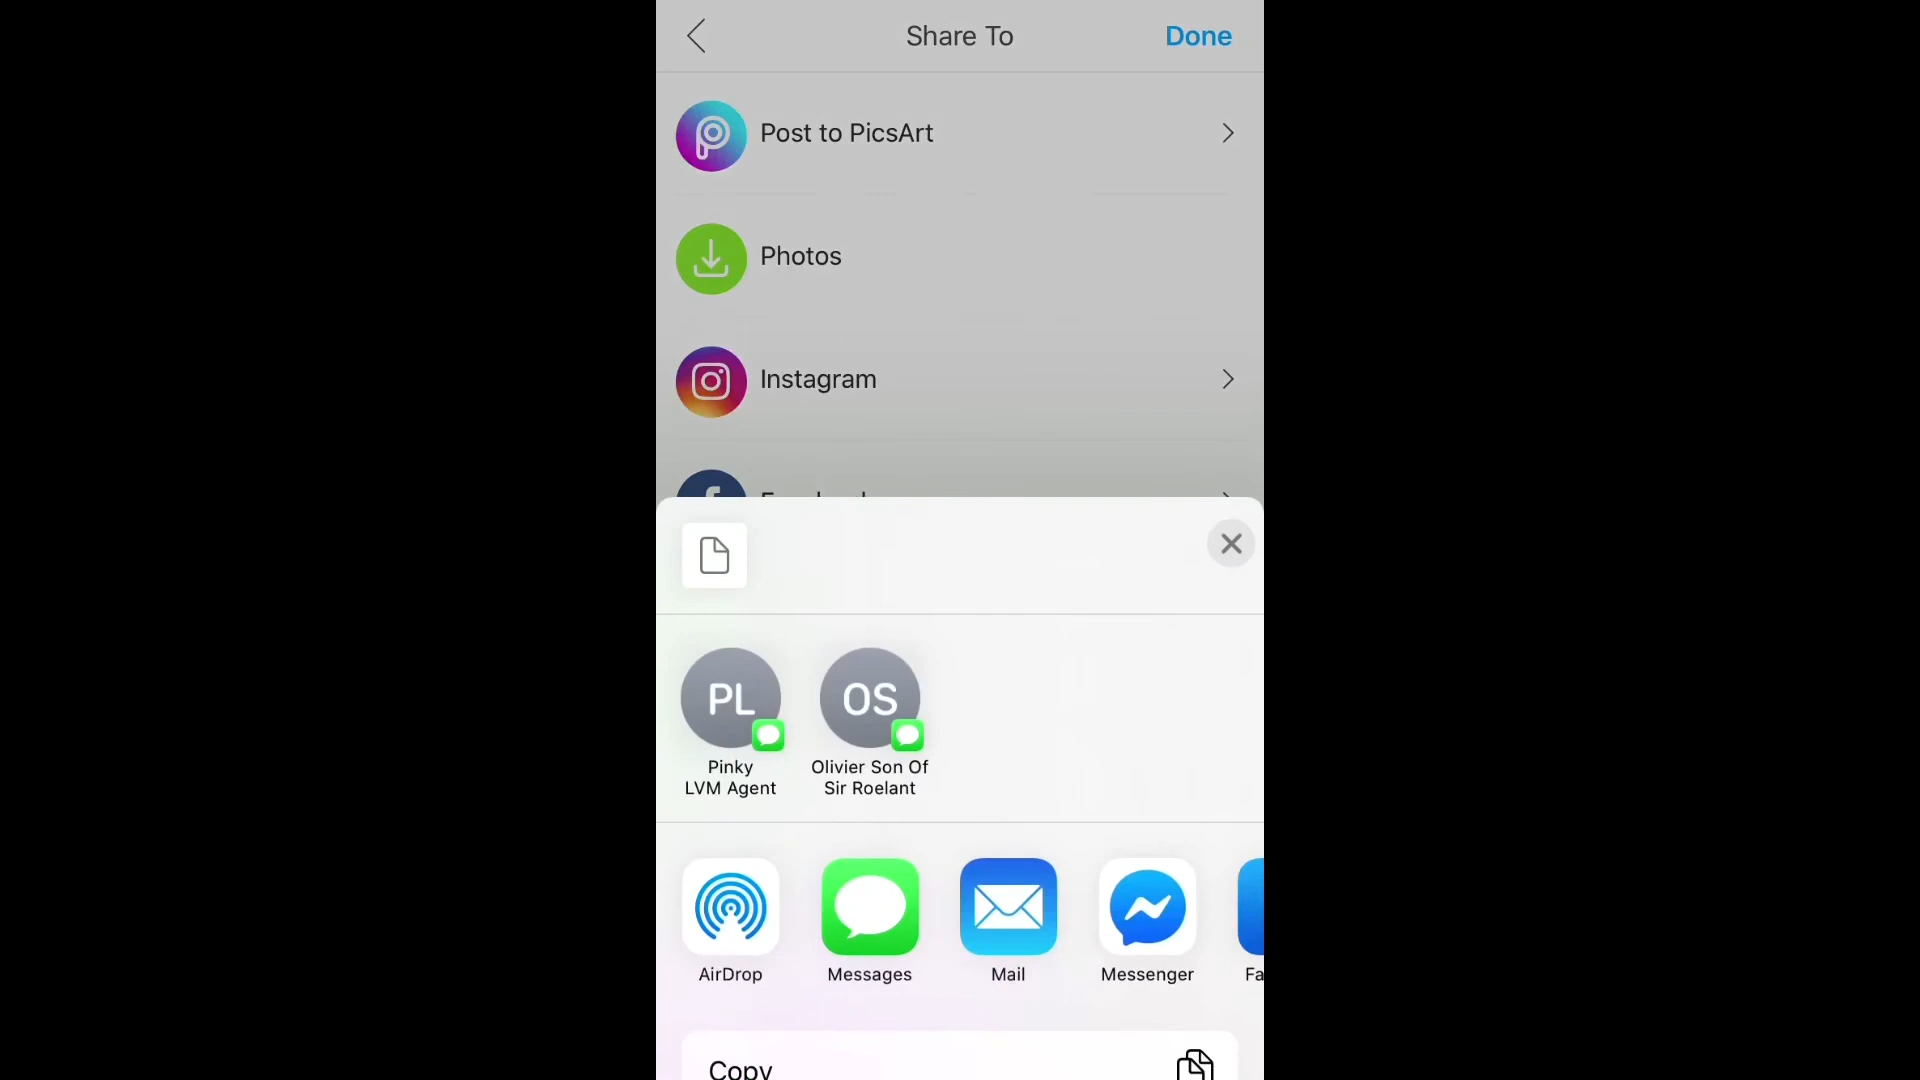 Share To
Done
Post to PicsArt
Photos
Instagram
PL
OS
Pinky
LVM Agent
Olivier Son Of
Sir Roelant
AirDrop
Messages
Mail
Messenger
Fa
Copy